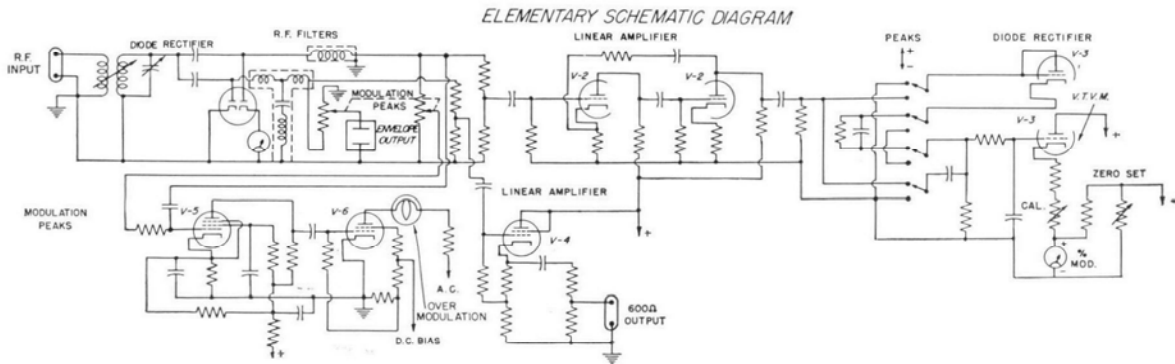 ELEMENTARY SCHEMATIC DIAGRAM
R.F.
INPUT
DIODE RECTIFIER
R.F. FILTERS
MODULATION
PEAKS
ENVELOPE
OUTPUT
LINEAR AMPLIFIER
V-2
V-2
PEAKS
+
-
DIODE RECTIFIER
V-3
V.T.V.M.
V-3
+
ZERO SET
+
CAL.
+
%
MOD.
-
MODULATION
PEAKS
V-5
V-6
A.C.
OVER
MODULATION
D.C. BIAS
+
LINEAR AMPLIFIER
V-4
+
600Ω
OUTPUT